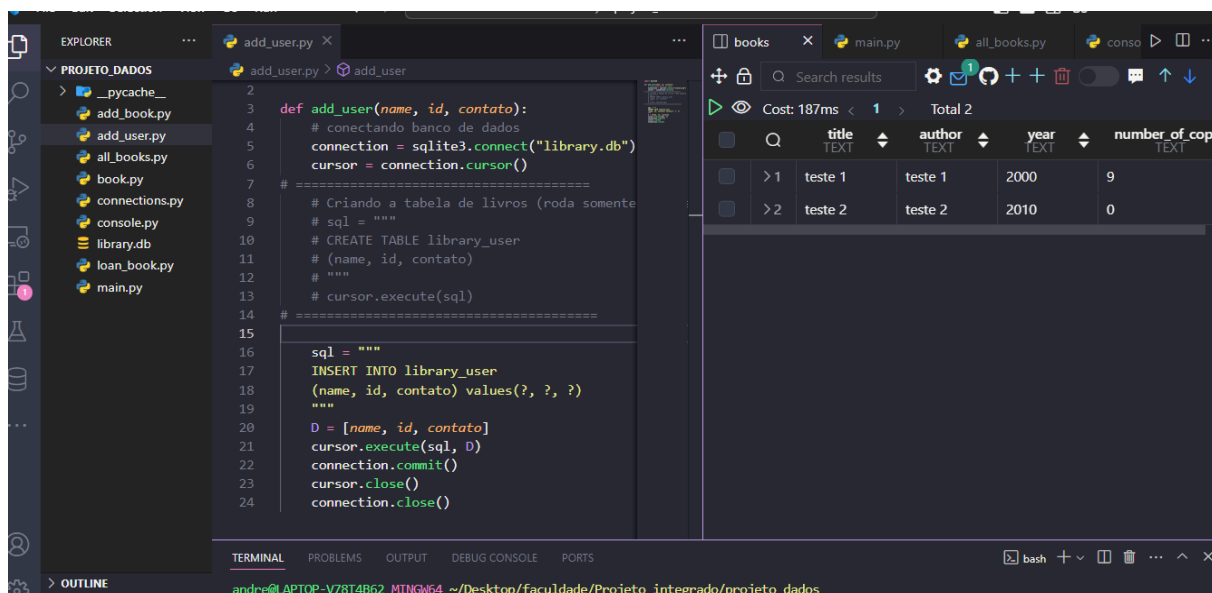 EXPLORER ...
PROJETO_DADOS
__pycache__
add_book.py
add_user.py
all_books.py
book.py
connections.py
console.py
library.db
loan_book.py
main.py
OUTLINE
add_user.py
...
add_user.py > add_user
2
3 def add_user(name, id, contato):
4 # conectando banco de dados
5 connection = sqlite3.connect("library.db")
6 cursor = connection.cursor()
7 # ======================================
8 # Criando a tabela de livros (roda somente
9 # sql = """
10 # CREATE TABLE library_user
11 # (name, id, contato)
12 # """
13 # cursor.execute(sql)
14 # =======================================
15
16 sql = """
17 INSERT INTO library_user
18 (name, id, contato) values(?, ?, ?)
19 """
20 D = [name, id, contato]
21 cursor.execute(sql, D)
22 connection.commit()
23 cursor.close()
24 connection.close()
books main.py all_books.py conso
Search results 1
Cost: 187ms < 1 > Total 2
title author year number_of_cop
TEXT TEXT TEXT TEXT
1 teste 1 teste 1 2000 9
2 teste 2 teste 2 2010 0
1
TERMINAL PROBLEMS OUTPUT DEBUG CONSOLE PORTS bash
andre@LAPTOP-V78T4B62 MINGW64 ~/Desktop/faculdade/Projeto integrado/projeto_dados